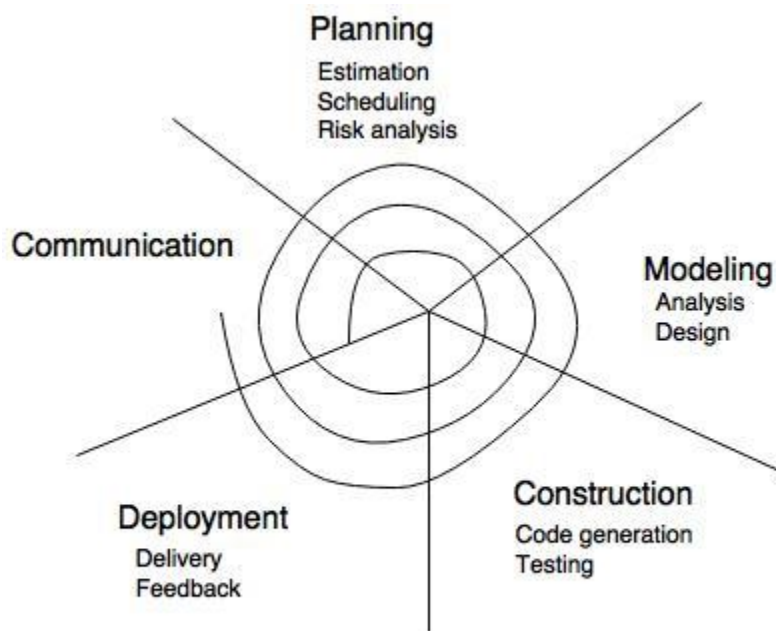 Planning
Estimation
Scheduling
Risk analysis
Communication
Modeling
Analysis
Design
Construction
Code generation
Testing
Deployment
Delivery
Feedback